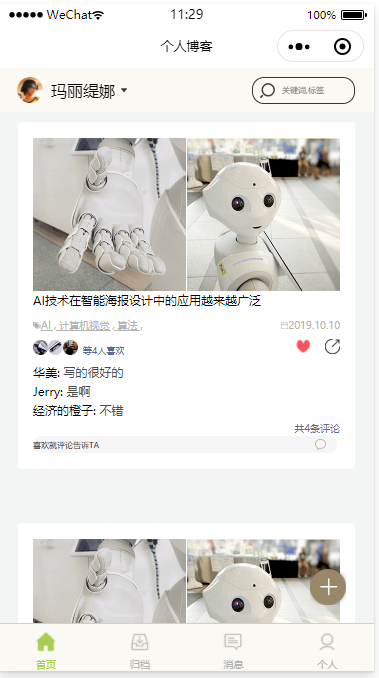 WeChat 11:29 100%
个人博客
玛丽缇娜 关键词,标签
AI技术在智能海报设计中的应用越来越广泛
AI , 计算机视觉 , 算法 , 2019.10.10
等4人喜欢
华美: 写的很好的
Jerry: 是啊
经济的橙子: 不错
共4条评论
喜欢就评论告诉TA
首页 归档 消息 个人